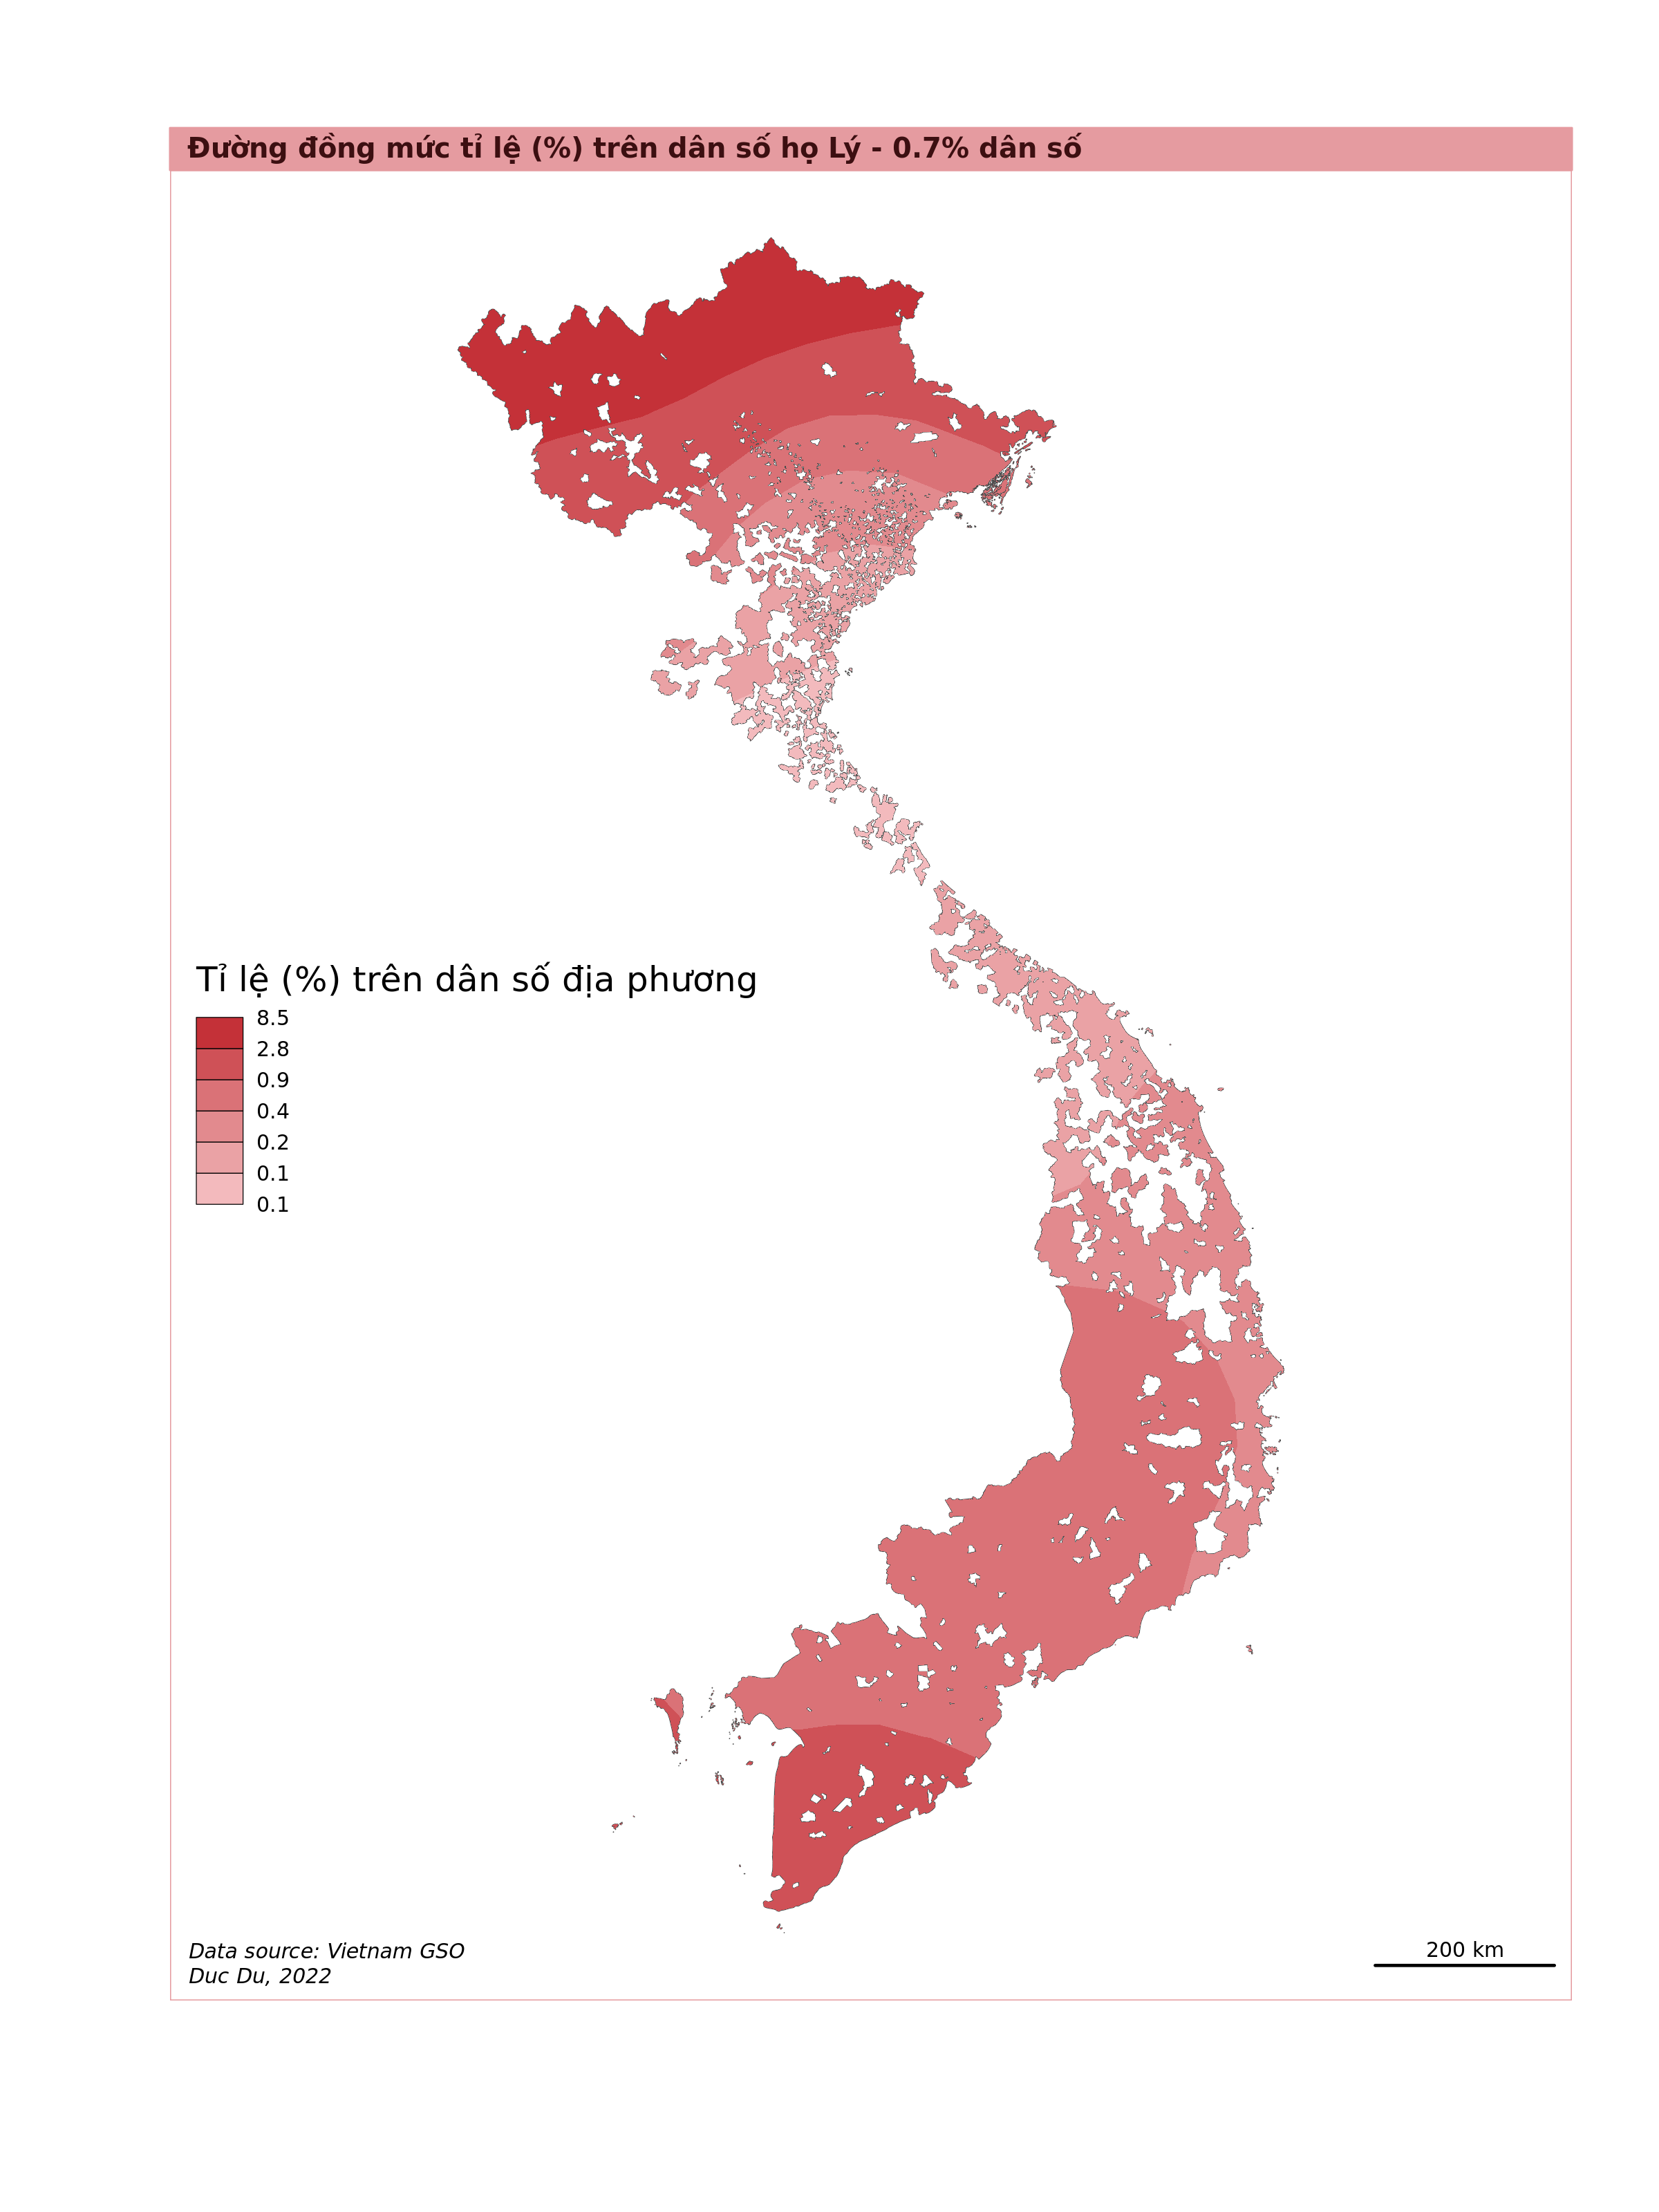 Đường đồng mức tỉ lệ (%) trên dân số họ Lý - 0.7% dân số
Tỉ lệ (%) trên dân số địa phương
8.5
2.8
0.9
0.4
0.2
0.1
0.1
Data source: Vietnam GSO
Duc Du, 2022
200 km